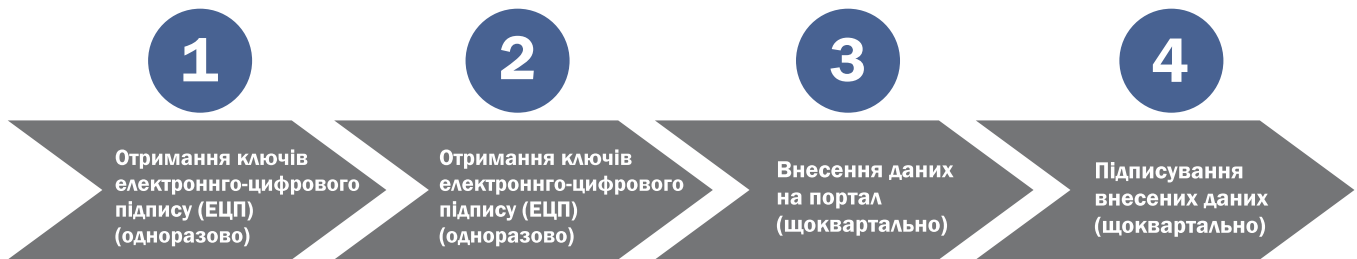 1
2
3
4
Отримання ключів
електроннго-цифрового
підпису (ЕЦП)
(одноразово)
Отримання ключів
електроннго-цифрового
підпису (ЕЦП)
(одноразово)
Внесення даних
на портал
(щоквартально)
Підписування
внесених даних
(щоквартально)